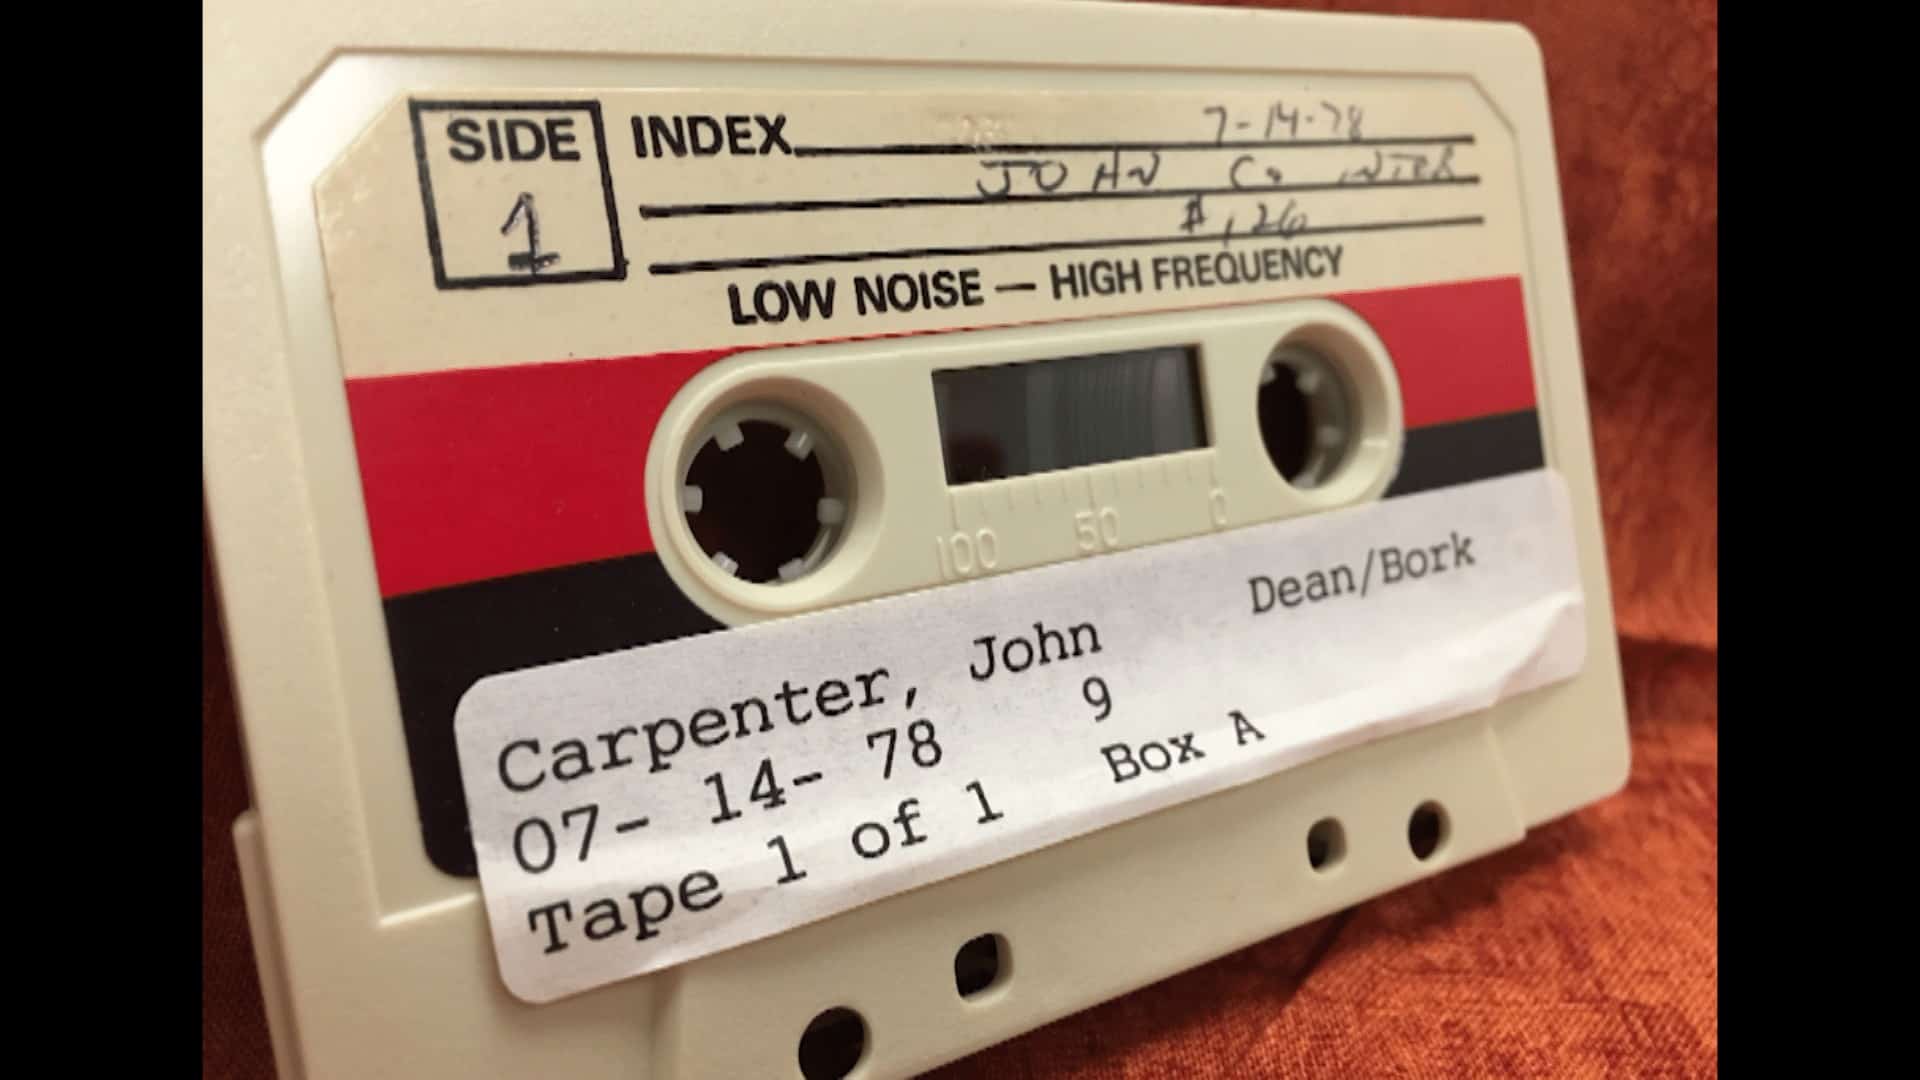 SIDE
1
INDEX
7-14-78
JOHN
#126
LOW NOISE — HIGH FREQUENCY
100 50 0
Carpenter, John Dean/Bork
07- 14- 78 9
Tape 1 of 1 Box A